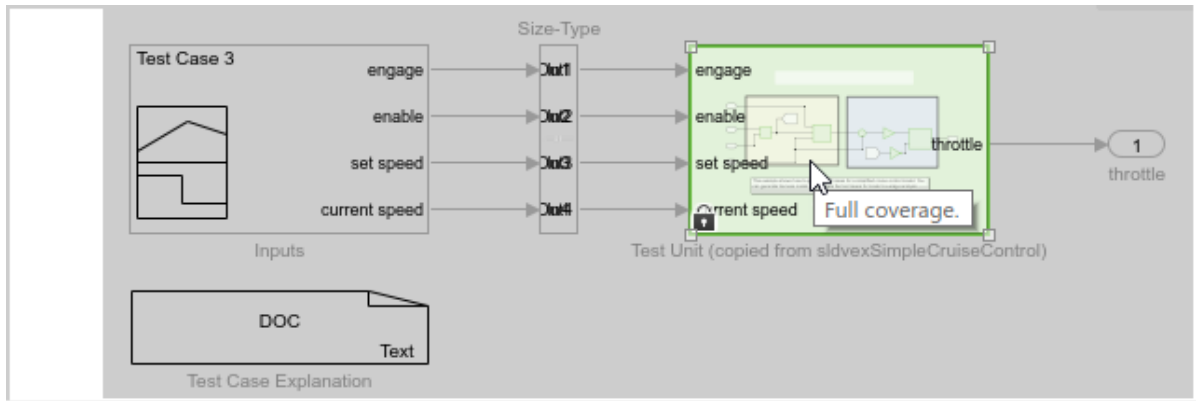 Size-Type
Test Case 3
engage
enable
set speed
current speed
engage
enable
set speed
current speed
throttle
Full coverage.
1
throttle
Inputs
Test Unit (copied from sldvexSimpleCruiseControl)
DOC
Text
Test Case Explanation